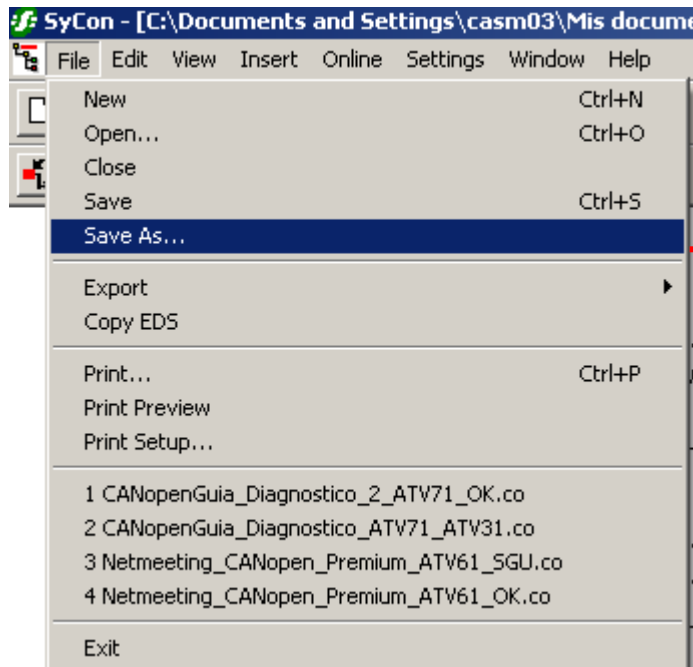 SyCon - [C:\Documents and Settings\casm03\Mis docume
File Edit View Insert Online Settings Window Help
New Ctrl+N
Open... Ctrl+O
Close
Save Ctrl+S
Save As...
Export
Copy EDS
Print... Ctrl+P
Print Preview
Print Setup...
1 CANopenGuia_Diagnostico_2_ATV71_OK.co
2 CANopenGuia_Diagnostico_ATV71_ATV31.co
3 Netmeeting_CANopen_Premium_ATV61_SGU.co
4 Netmeeting_CANopen_Premium_ATV61_OK.co
Exit